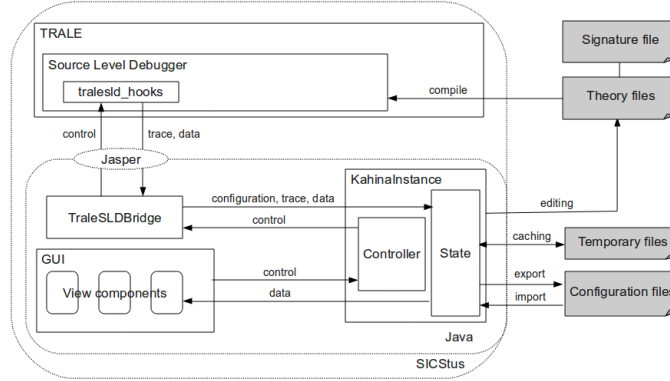 TRALE
Source Level Debugger
tralesld_hooks
Signature file
Theory files
compile
control
trace, data
Jasper
KahinaInstance
TraleSLDBridge
configuration, trace, data
control
editing
Controller
State
caching
Temporary files
GUI
View components
control
data
export
import
Configuration files
Java
SICStus